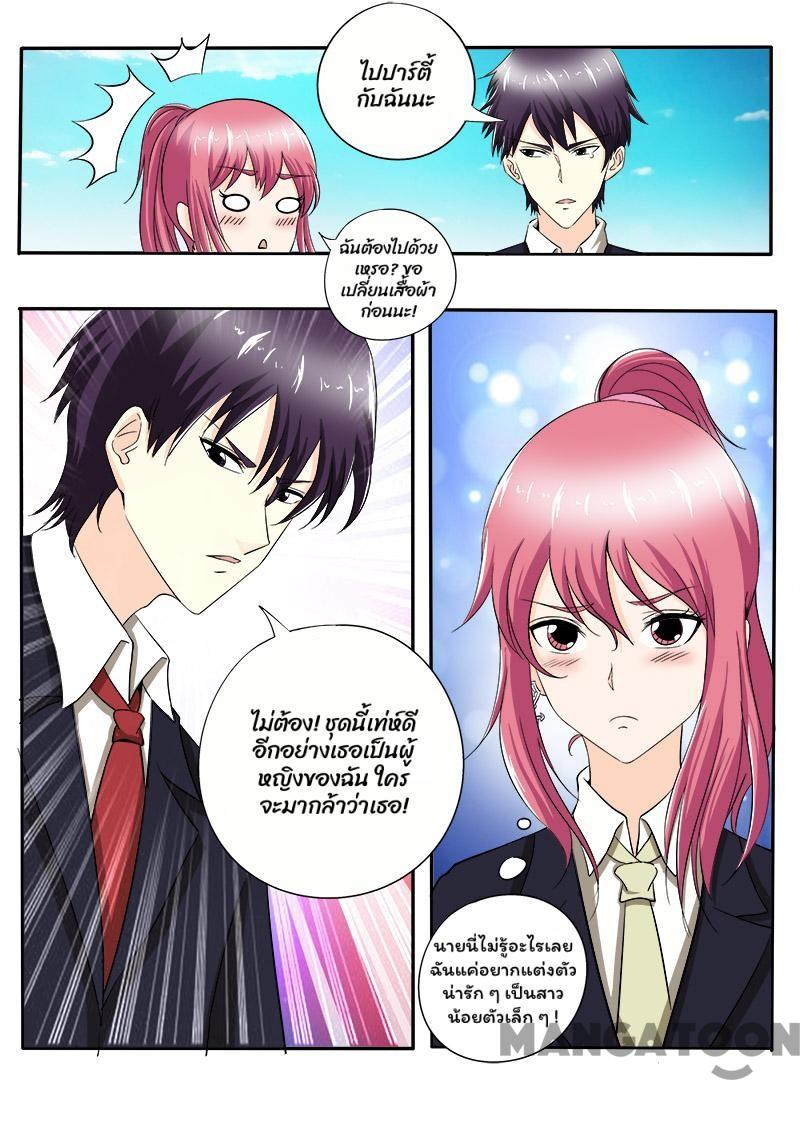 ไปปาร์ตี้
กับฉันนะ
ฉันต้องไปด้วย
เหรอ? ขอ
เปลี่ยนเสื้อผ้า
ก่อนนะ!
ไม่ต้อง! ชุดนี้เท่ห์ดี
อีกอย่างเธอเป็นผู้
หญิงของฉัน ใคร
จะมากล้าว่าเธอ!
นายนี่ไม่รู้อะไรเลย
ฉันแค่อยากแต่งตัว
น่ารัก ๆ เป็นสาว
น้อยตัวเล็ก ๆ !
MANGATOON